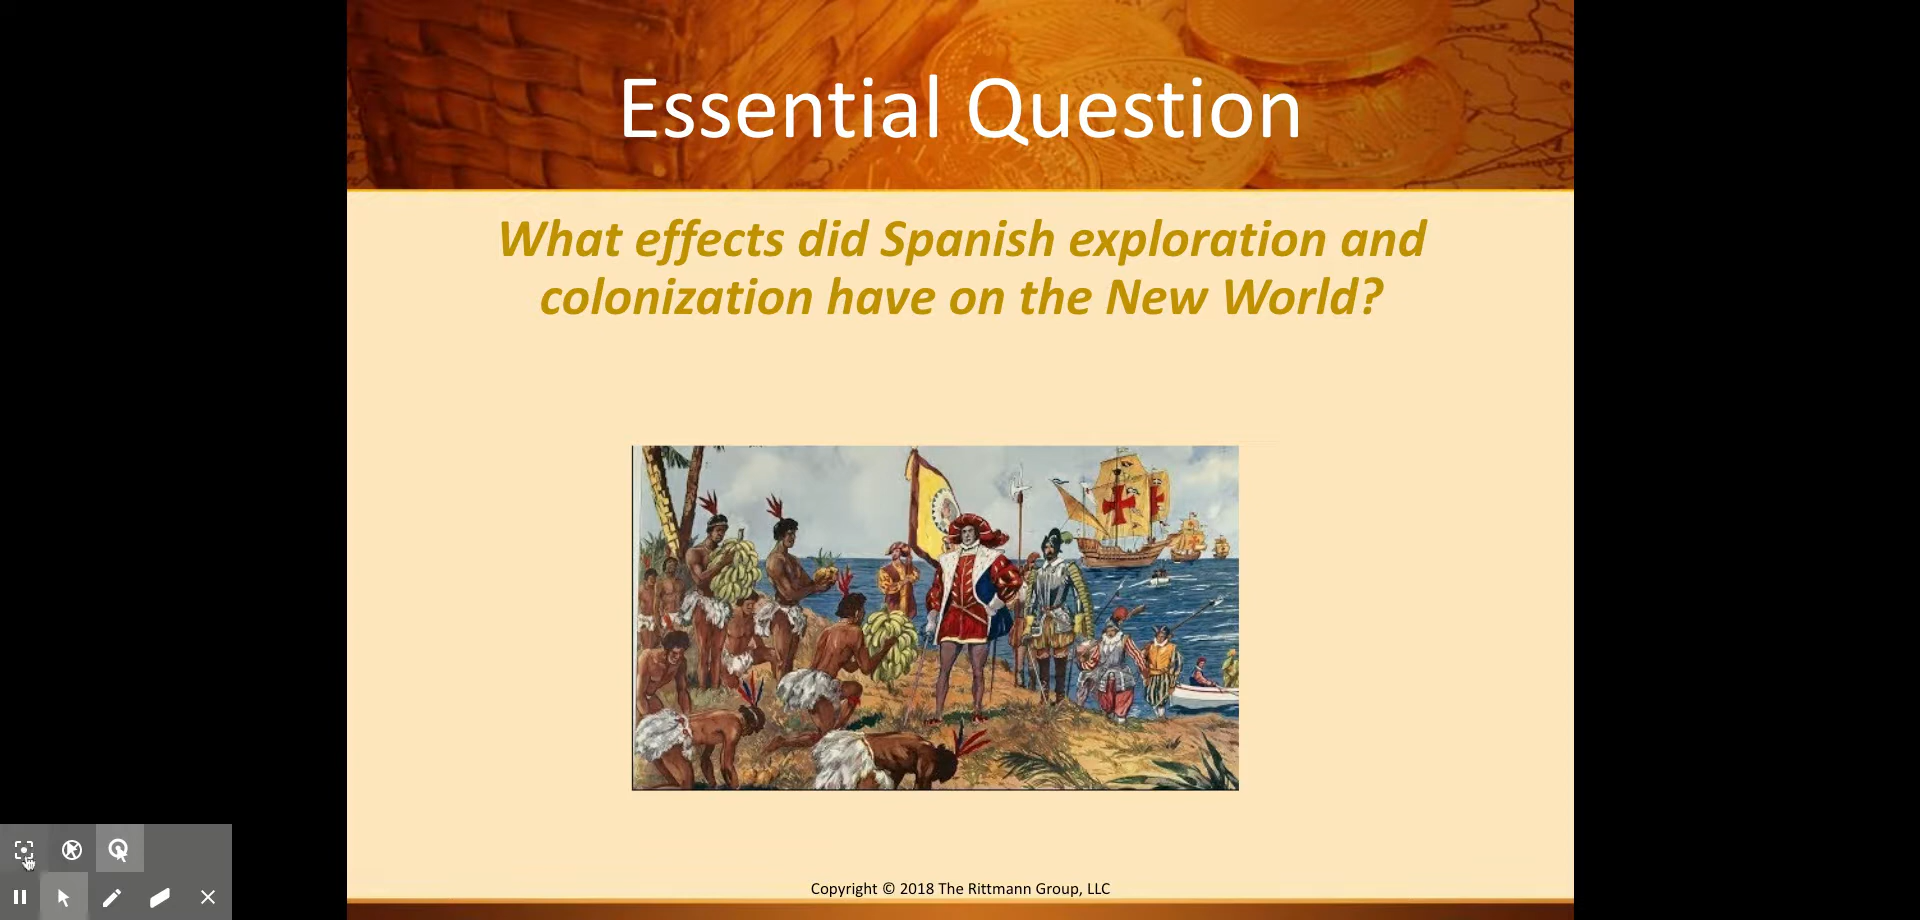 Essential Question
What effects did Spanish exploration and
colonization have on the New World?
Copyright © 2018 The Rittmann Group, LLC